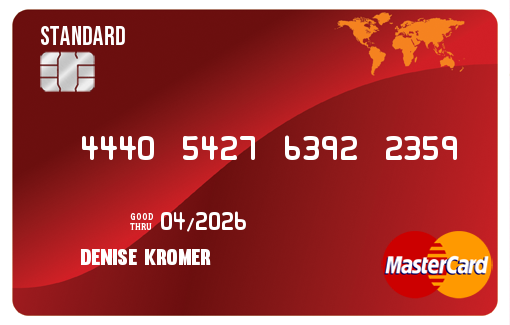 STANDARD
4440 5427 6392 2359
GOOD THRU 04/2026
DENISE KROMER
MasterCard